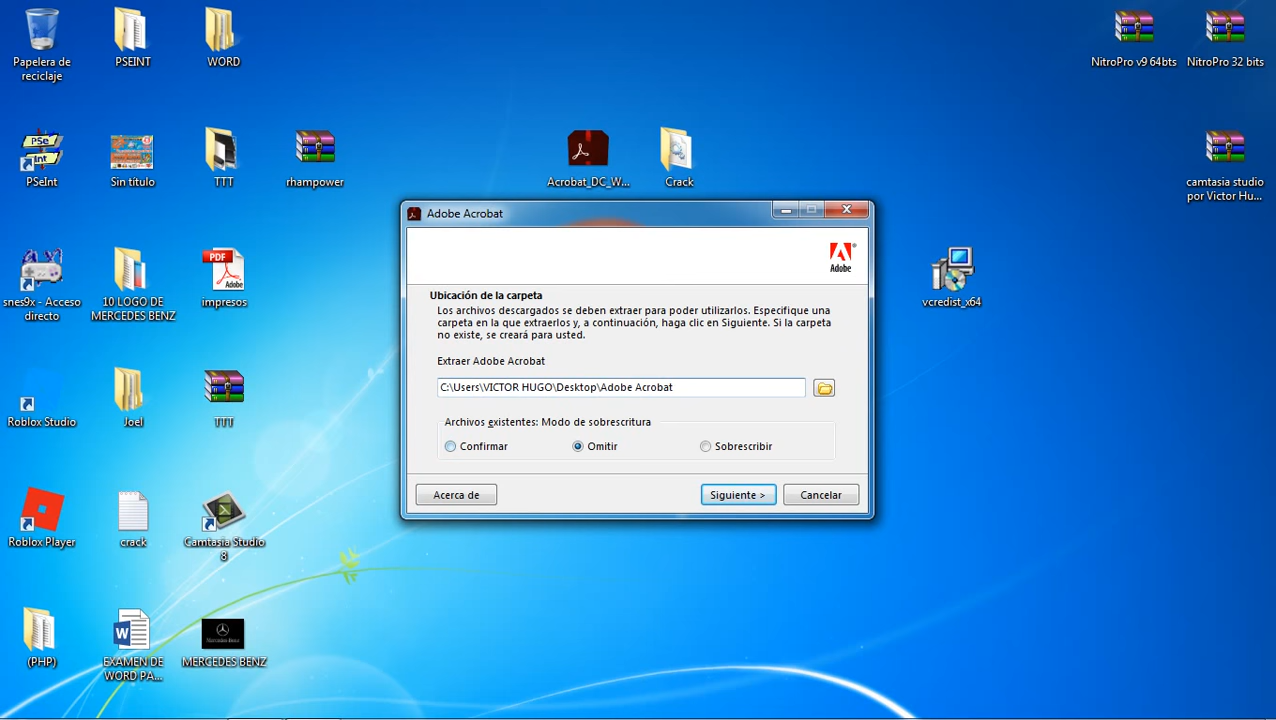 Papelera de
reciclaje
PSEINT
WORD
NitroPro v9 64bts
NitroPro 32 bits
PSeInt
Sin título
TTT
rhampower
Acrobat_DC_W...
Crack
camtasia studio
por Victor Hu...
Adobe Acrobat
Adobe
Ubicación de la carpeta
Los archivos descargados se deben extraer para poder utilizarlos. Especifique una
carpeta en la que extraerlos y, a continuación, haga clic en Siguiente. Si la carpeta
no existe, se creará para usted.
Extraer Adobe Acrobat
C:\Users\VICTOR HUGO\Desktop\Adobe Acrobat
Archivos existentes: Modo de sobrescritura
Confirmar
Omitir
Sobrescribir
Acerca de
Siguiente >
Cancelar
snes9x - Acceso
directo
10 LOGO DE
MERCEDES BENZ
PDF
Adobe
impresos
vcredist_x64
Roblox Studio
Joel
TTT
Roblox Player
crack
Camtasia Studio
8
(PHP)
EXAMEN DE
WORD PA...
Mercedes-Benz
MERCEDES BENZ